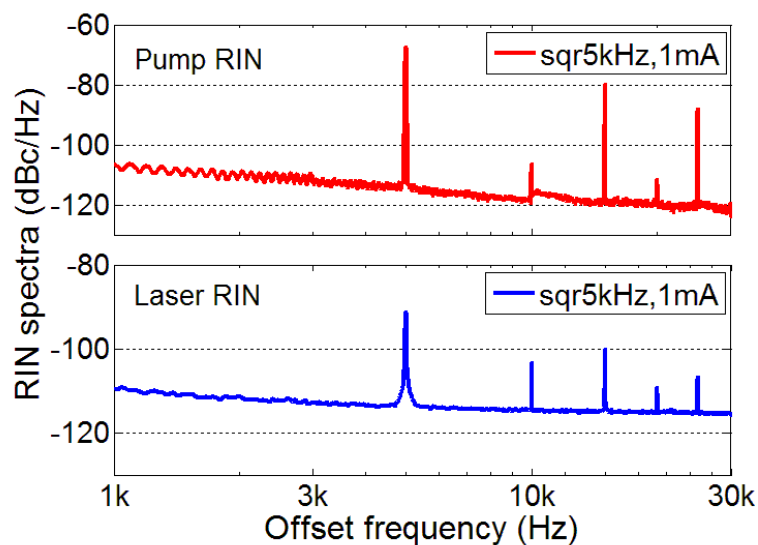 RIN spectra (dBc/Hz)
-60
-80
-100
-120
Pump RIN
sqr5kHz,1mA
-80
-100
-120
Laser RIN
sqr5kHz,1mA
1k
3k
10k
30k
Offset frequency (Hz)